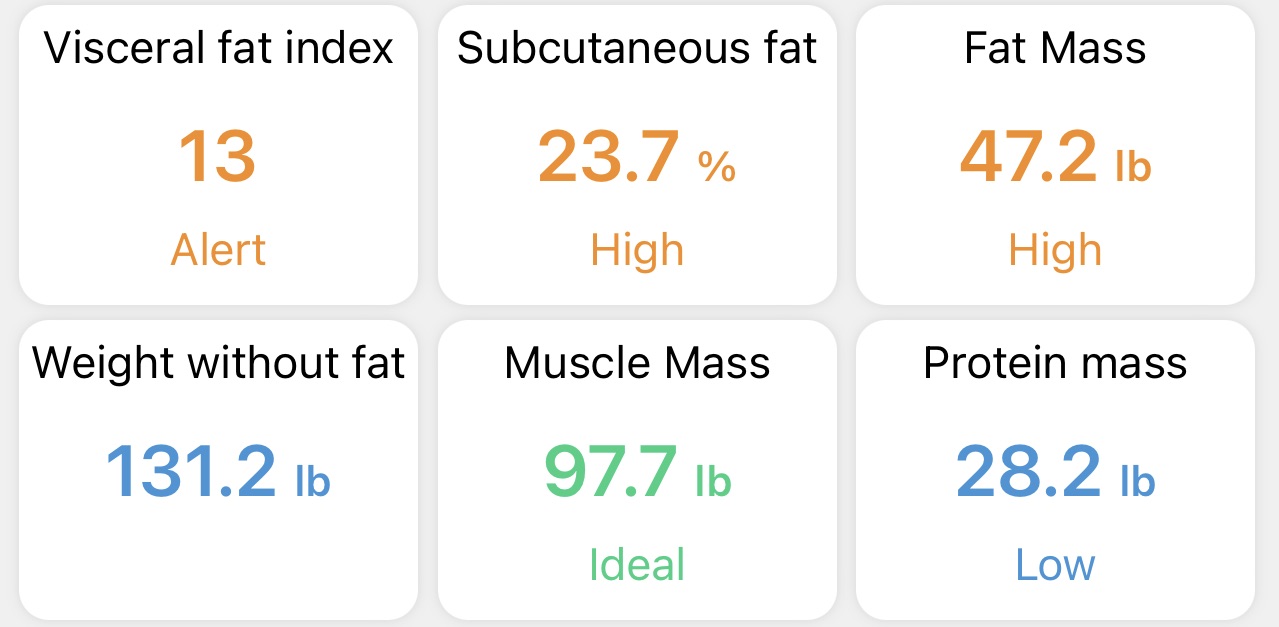 Visceral fat index
13
Alert
Subcutaneous fat
23.7 %
High
Fat Mass
47.2 lb
High
Weight without fat
131.2 lb
Muscle Mass
97.7 lb
Ideal
Protein mass
28.2 lb
Low